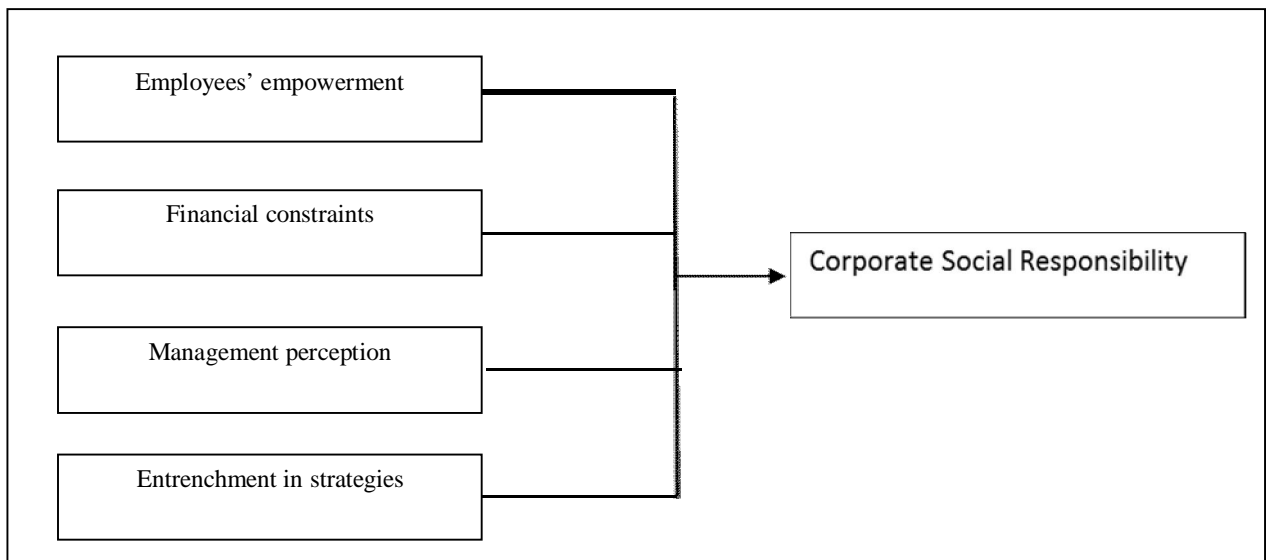 Employees’ empowerment
Financial constraints
Management perception
Entrenchment in strategies
Corporate Social Responsibility